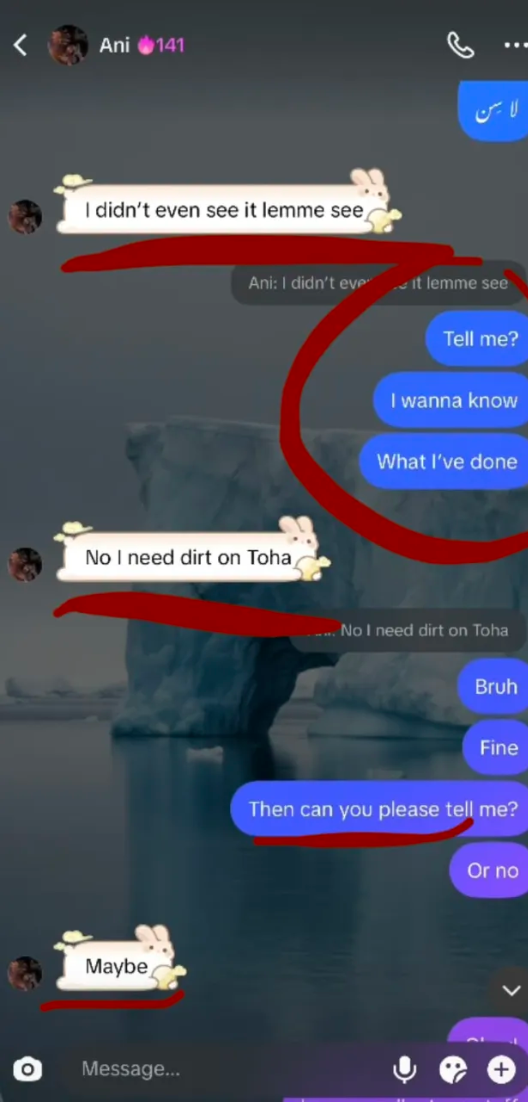 Ani 141
لا سِن
I didn't even see it lemme see
Ani: I didn't even it lemme see
Tell me?
I wanna know
What I've done
No I need dirt on Toha
No I need dirt on Toha
Bruh
Fine
Then can you please tell me?
Or no
Maybe
Message...